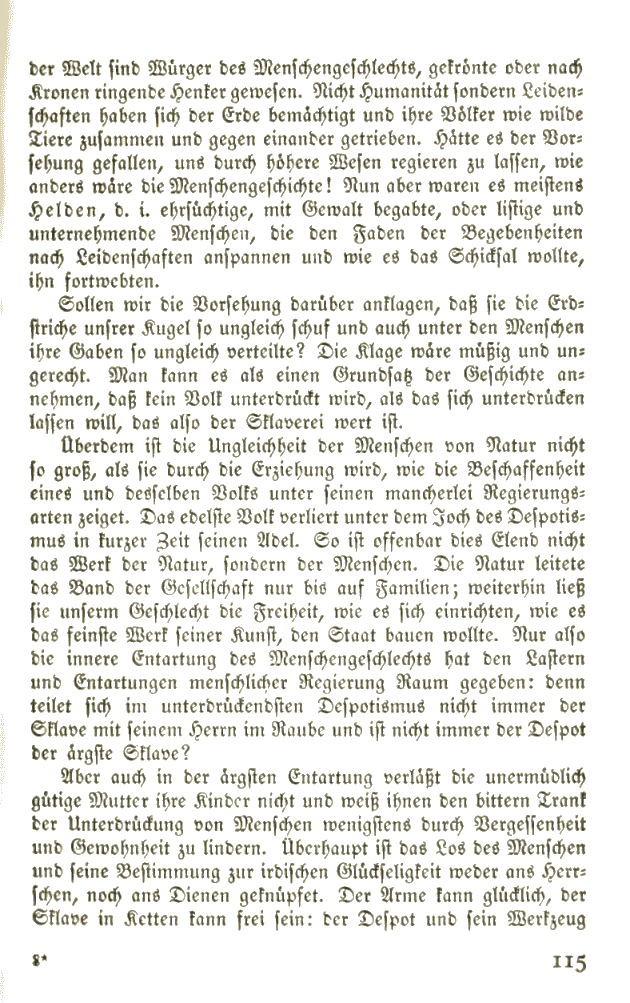 der Welt sind Würger des Menschengeschlechts, gekrönte oder nach
Kronen ringende Henker gewesen. Nicht Humanität sondern Leiden=
schaften haben sich der Erde bemächtigt und ihre Völker wie wilde
Tiere zusammen und gegen einander getrieben. Hätte es der Vor=
sehung gefallen, uns durch höhere Wesen regieren zu lassen, wie
anders wäre die Menschengeschichte! Nun aber waren es meistens
Helden, d. i. ehrsüchtige, mit Gewalt begabte, oder listige und
unternehmende Menschen, die den Faden der Begebenheiten
nach Leidenschaften anspannen und wie es das Schicksal wollte,
ihn fortwebten.
Sollen wir die Vorsehung darüber anklagen, daß sie die Erd=
striche unsrer Kugel so ungleich schuf und auch unter den Menschen
ihre Gaben so ungleich verteilte? Die Klage wäre müßig und un=
gerecht. Man kann es als einen Grundsatz der Geschichte an=
nehmen, daß kein Volk unterdrückt wird, als das sich unterdrücken
lassen will, das also der Sklaverei wert ist.
Überdem ist die Ungleichheit der Menschen von Natur nicht
so groß, als sie durch die Erziehung wird, wie die Beschaffenheit
eines und desselben Volks unter seinen mancherlei Regierungs=
arten zeiget. Das edelste Volk verliert unter dem Joch des Despotis=
mus in kurzer Zeit seinen Adel. So ist offenbar dies Elend nicht
das Werk der Natur, sondern der Menschen. Die Natur leitete
das Band der Gesellschaft nur bis auf Familien; weiterhin ließ
sie unserm Geschlecht die Freiheit, wie es sich einrichten, wie es
das feinste Werk seiner Kunst, den Staat bauen wollte. Nur also
die innere Entartung des Menschengeschlechts hat den Lastern
und Entartungen menschlicher Regierung Raum gegeben: denn
teilet sich im unterdrückendsten Despotismus nicht immer der
Sklave mit seinem Herrn im Raube und ist nicht immer der Despot
der ärgste Sklave?
Aber auch in der ärgsten Entartung verläßt die unermüdlich
gütige Mutter ihre Kinder nicht und weiß ihnen den bittern Trank
der Unterdrückung von Menschen wenigstens durch Vergessenheit
und Gewohnheit zu lindern. Überhaupt ist das Los des Menschen
und seine Bestimmung zur irdischen Glückseligkeit weder ans Herr=
schen, noch ans Dienen geknüpfet. Der Arme kann glücklich, der
Sklave in Ketten kann frei sein: der Despot und sein Werkzeug
8* 115